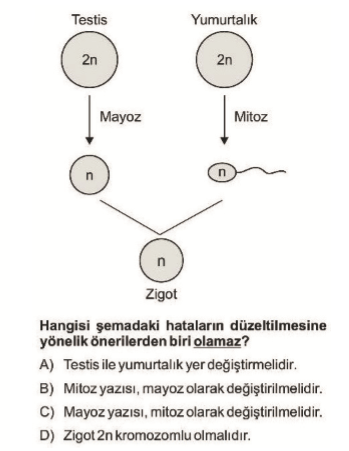 Testis Yumurtalık
2n 2n
Mayoz Mitoz
n n
n
Zigot
Hangisi şemadaki hataların düzeltilmesine
yönelik önerilerden biri olamaz?
A) Testis ile yumurtalık yer değiştirmelidir.
B) Mitoz yazısı, mayoz olarak değiştirilmelidir.
C) Mayoz yazısı, mitoz olarak değiştirilmelidir.
D) Zigot 2n kromozomlu olmalıdır.